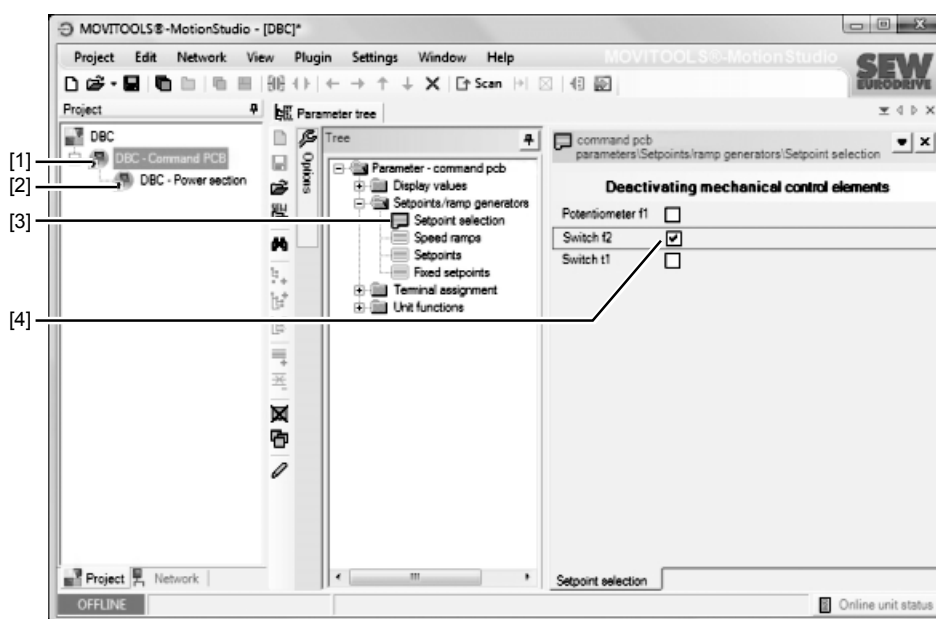 MOVITOOLS®-MotionStudio - [DBC]*
Project Edit Network View Plugin Settings Window Help
MOVITOOLS®-MotionStudio
SEW
EURODRIVE
Scan
Project
Parameter tree
DBC
DBC - Command PCB
DBC - Power section
[1]
[2]
[3]
[4]
Options
Tree
Parameter - command pcb
Display values
Setpoints/ramp generators
Setpoint selection
Speed ramps
Setpoints
Fixed setpoints
Terminal assignment
Unit functions
command pcb
parameters\Setpoints/ramp generators\Setpoint selection
Deactivating mechanical control elements
Potentiometer f1
Switch f2
Switch t1
Project Network
Setpoint selection
OFFLINE
Online unit status